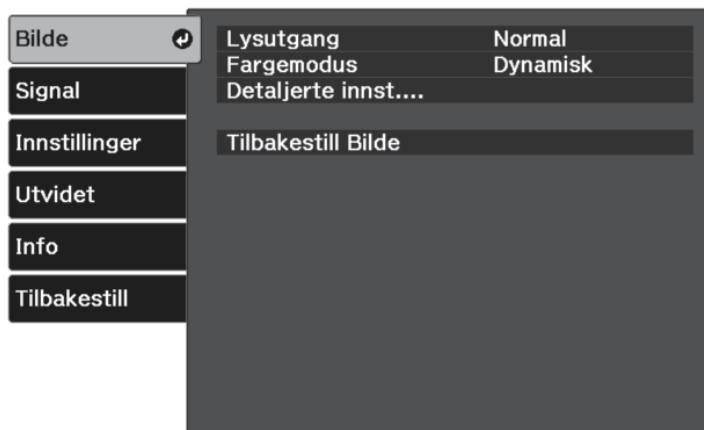 Bilde
Signal
Innstillinger
Utvidet
Info
Tilbakestill
Lysutgang Normal
Fargemodus Dynamisk
Detaljerte innst....
Tilbakestill Bilde